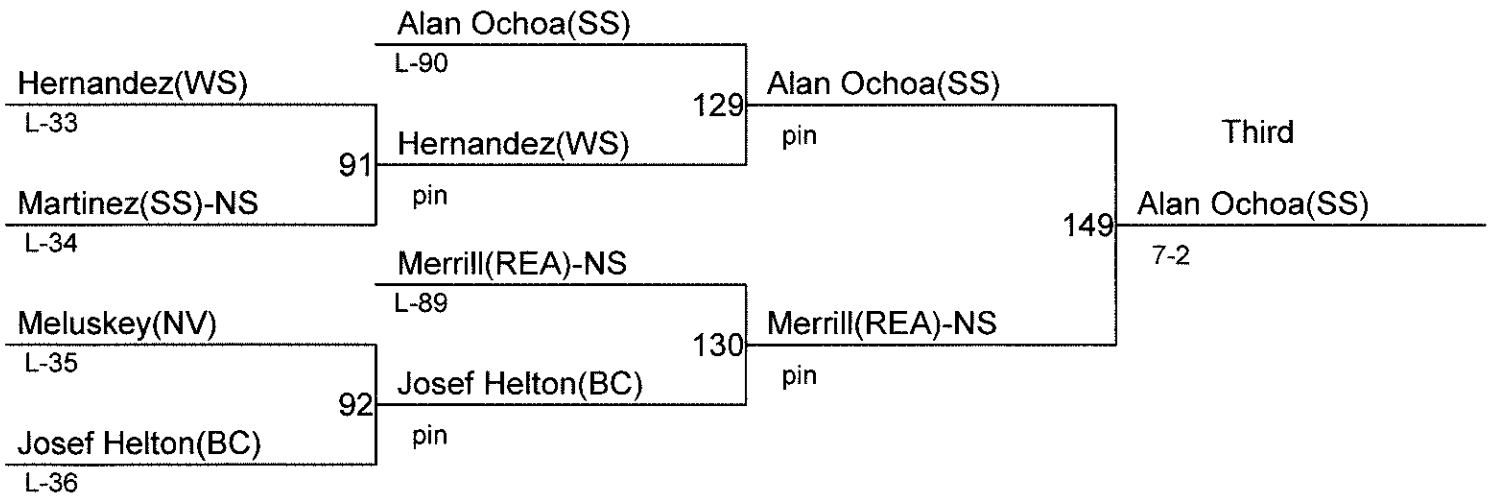 Alan Ochoa(SS)
L-90
Hernandez(WS)
L-33
129
Alan Ochoa(SS)
pin
Third
91
Hernandez(WS)
pin
Martinez(SS)-NS
L-34
149
Alan Ochoa(SS)
7-2
Merrill(REA)-NS
L-89
Meluskey(NV)
L-35
130
Merrill(REA)-NS
pin
92
Josef Helton(BC)
pin
Josef Helton(BC)
L-36